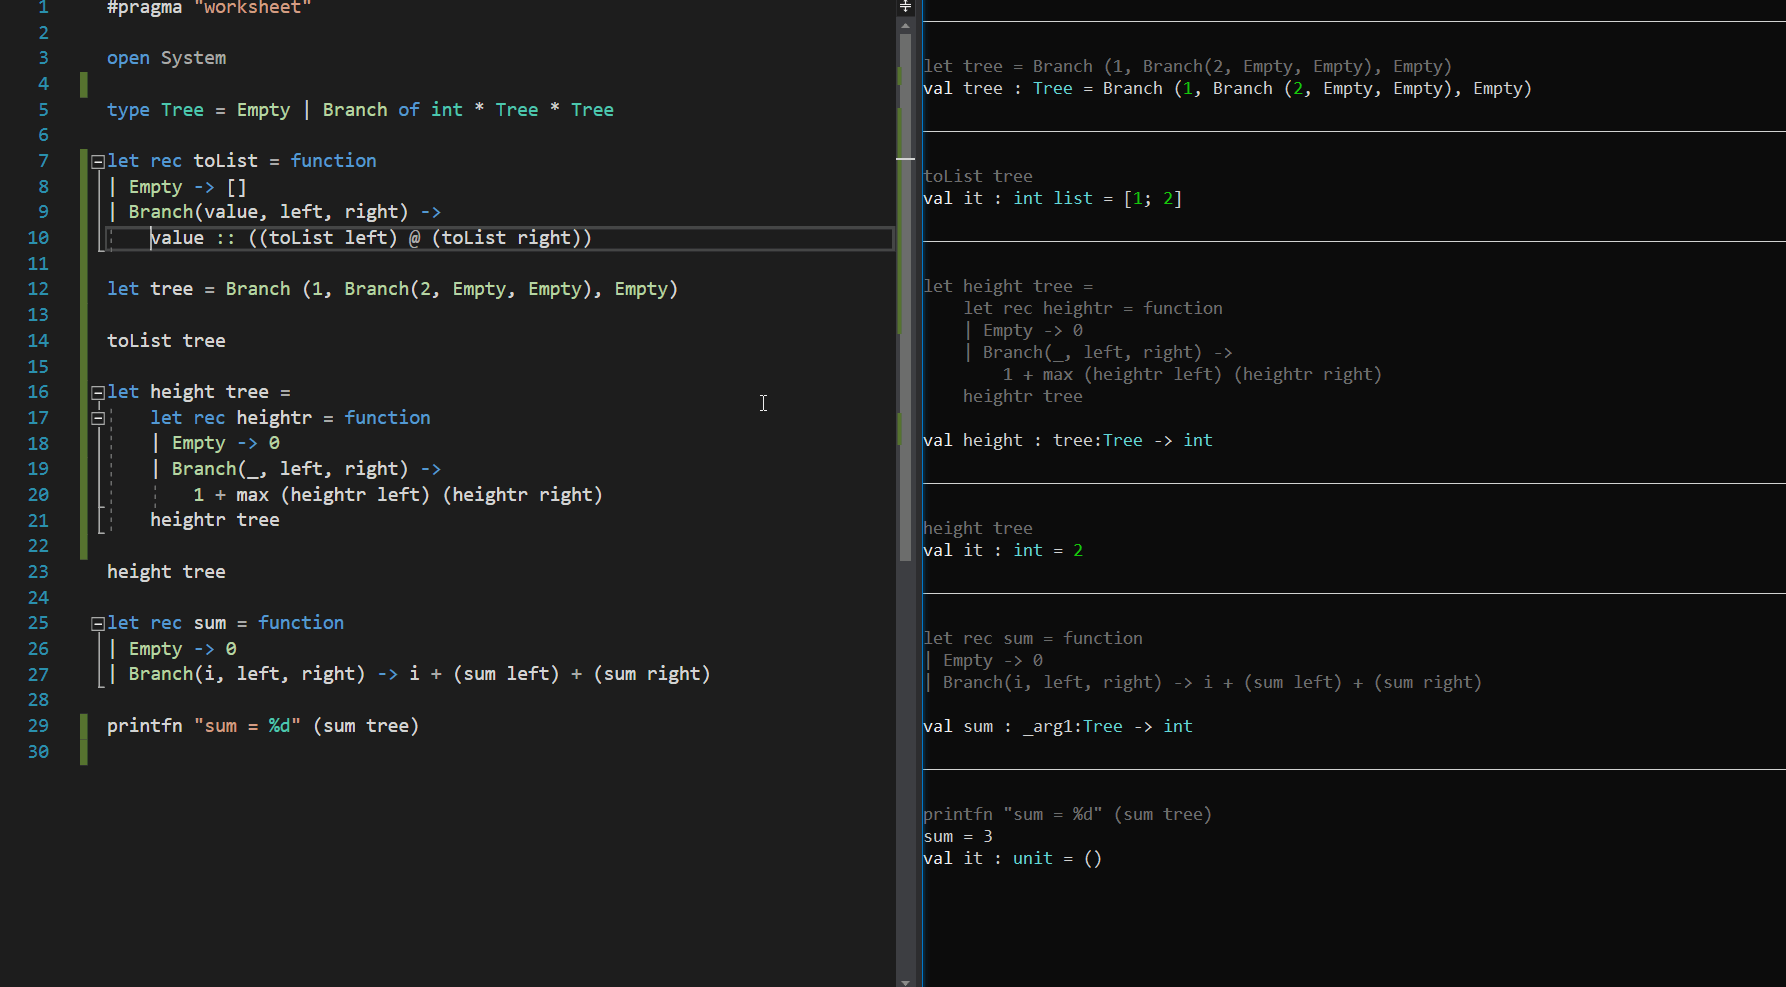 1 #pragma "worksheet"
2
3 open System
4
5 type Tree = Empty | Branch of int * Tree * Tree
6
7 let rec toList = function
8 | Empty -> []
9 | Branch(value, left, right) ->
10     value :: ((toList left) @ (toList right))
11
12 let tree = Branch (1, Branch(2, Empty, Empty), Empty)
13
14 toList tree
15
16 let height tree =
17     let rec heightr = function
18     | Empty -> 0
19     | Branch(_, left, right) ->
20         1 + max (heightr left) (heightr right)
21     heightr tree
22
23 height tree
24
25 let rec sum = function
26 | Empty -> 0
27 | Branch(i, left, right) -> i + (sum left) + (sum right)
28
29 printfn "sum = %d" (sum tree)
30
let tree = Branch (1, Branch(2, Empty, Empty), Empty)
val tree : Tree = Branch (1, Branch (2, Empty, Empty), Empty)
toList tree
val it : int list = [1; 2]
let height tree =
    let rec heightr = function
    | Empty -> 0
    | Branch(_, left, right) ->
        1 + max (heightr left) (heightr right)
    heightr tree
val height : tree:Tree -> int
height tree
val it : int = 2
let rec sum = function
| Empty -> 0
| Branch(i, left, right) -> i + (sum left) + (sum right)
val sum : _arg1:Tree -> int
printfn "sum = %d" (sum tree)
sum = 3
val it : unit = ()